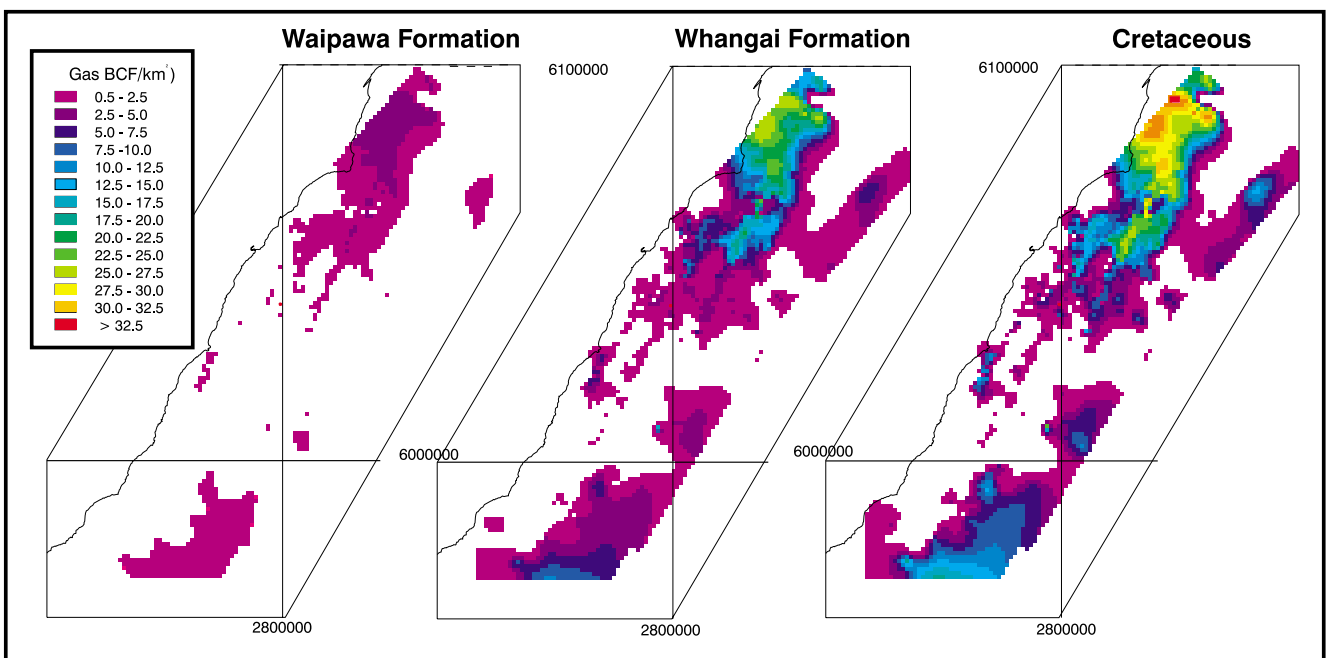 Waipawa Formation
Whangai Formation
Cretaceous
Gas BCF/km²)
0.5 - 2.5
2.5 - 5.0
5.0 - 7.5
7.5 -10.0
10.0 - 12.5
12.5 - 15.0
15.0 - 17.5
17.5 - 20.0
20.0 - 22.5
22.5 - 25.0
25.0 - 27.5
27.5 - 30.0
30.0 - 32.5
> 32.5
6100000
6100000
6000000
6000000
2800000
2800000
2800000